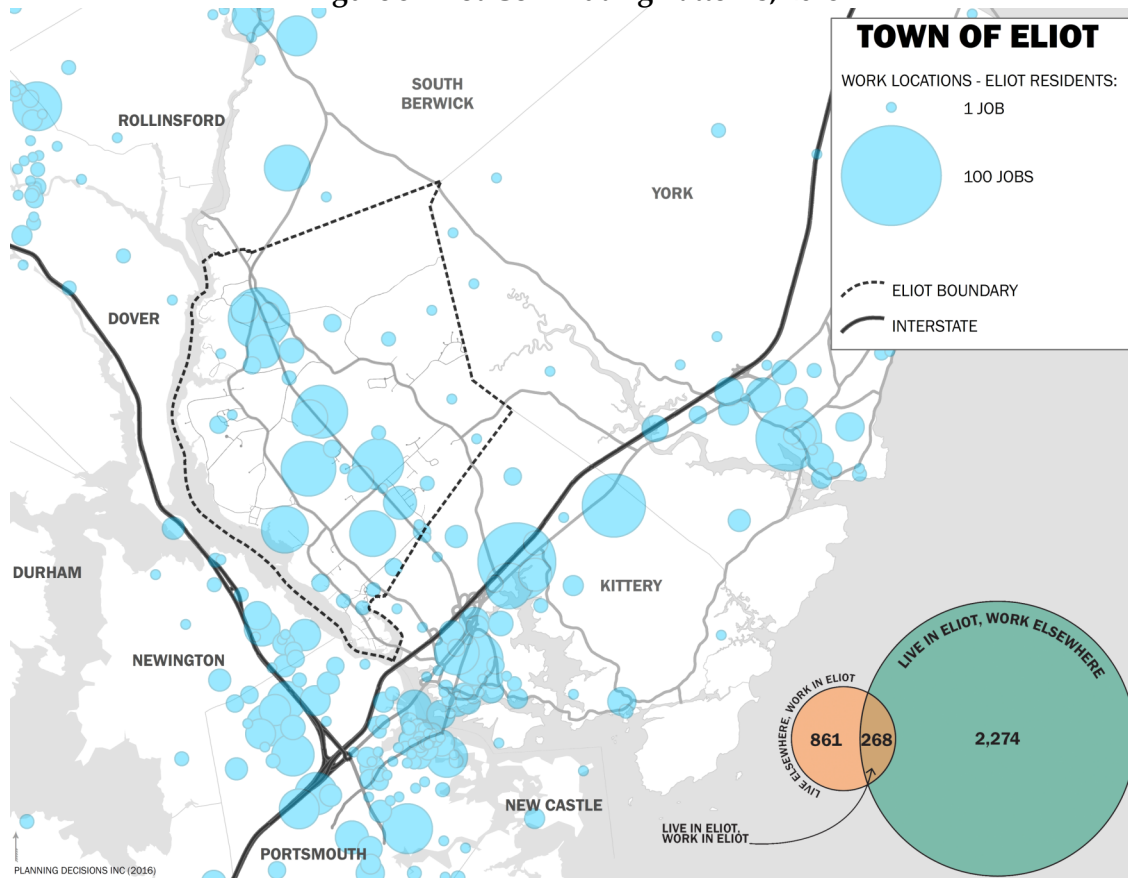 TOWN OF ELIOT
WORK LOCATIONS - ELIOT RESIDENTS:
1 JOB
100 JOBS
ELIOT BOUNDARY
INTERSTATE
SOUTH
BERWICK
ROLLINSFORD
YORK
DOVER
DURHAM
KITTERY
NEWINGTON
NEW CASTLE
PORTSMOUTH
LIVE IN ELIOT, WORK ELSEWHERE
LIVE ELSEWHERE, WORK IN ELIOT
861
268
2,274
LIVE IN ELIOT,
WORK IN ELIOT
PLANNING DECISIONS INC (2016)